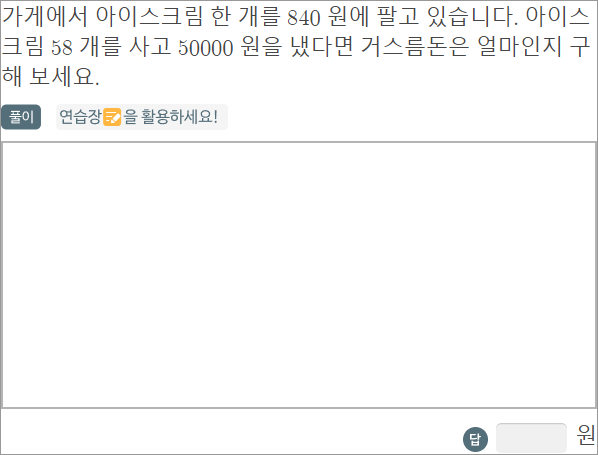 가게에서 아이스크림 한 개를 840 원에 팔고 있습니다. 아이스
크림 58 개를 사고 50000 원을 냈다면 거스름돈은 얼마인지 구
해 보세요.
풀이 연습장을 활용하세요!
답 원